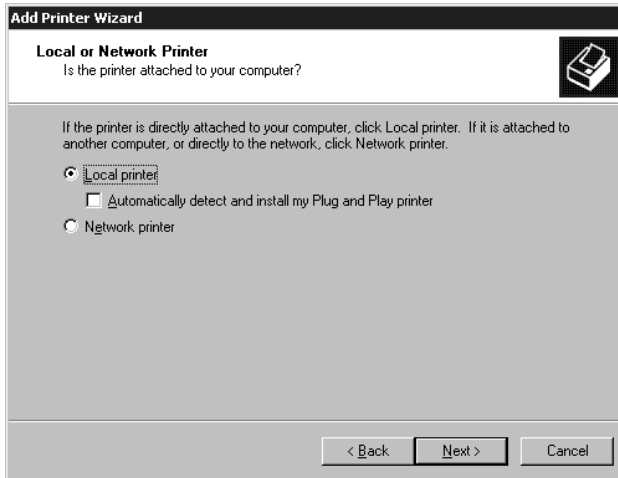 Add Printer Wizard
Local or Network Printer
Is the printer attached to your computer?
If the printer is directly attached to your computer, click Local printer. If it is attached to
another computer, or directly to the network, click Network printer.
Local printer
Automatically detect and install my Plug and Play printer
Network printer
< Back Next > Cancel